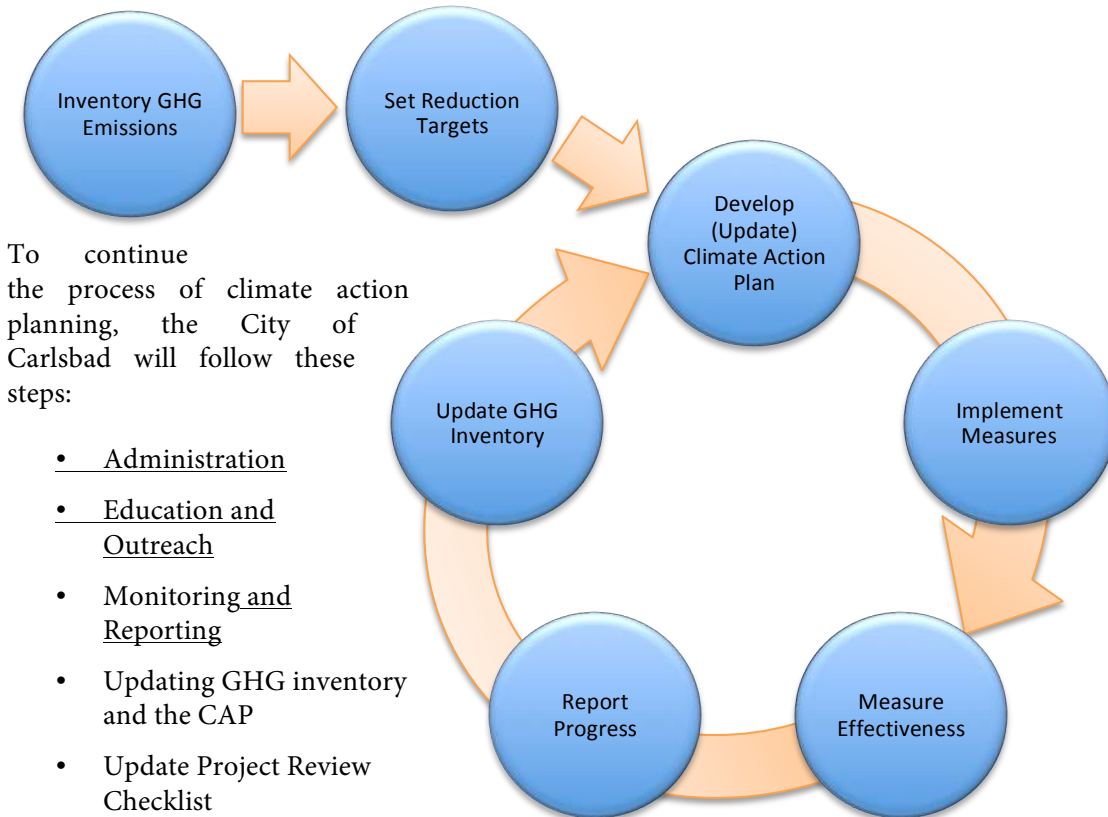 Inventory GHG
Emissions
Set Reduction
Targets
Develop
(Update)
Climate Action
Plan
To continue
the process of climate action
planning, the City of
Carlsbad will follow these
steps:
Update GHG
Inventory
Implement
Measures
• Administration
• Education and
Outreach
• Monitoring and
Reporting
• Updating GHG inventory
and the CAP
• Update Project Review
Checklist
Report
Progress
Measure
Effectiveness